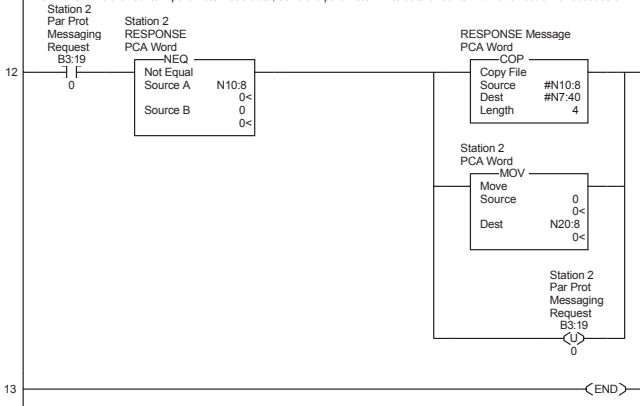 Station 2
Par Prot
Messaging
Request
B3:19
0
Station 2
RESPONSE
PCA Word
NEQ
Not Equal
Source A N10:8
0<
Source B 0
0<
RESPONSE Message
PCA Word
COP
Copy File
Source #N10:8
Dest #N7:40
Length 4
12
Station 2
PCA Word
MOV
Move
Source 0
0<
Dest N20:8
0<
Station 2
Par Prot
Messaging
Request
B3:19
U
0
13
END